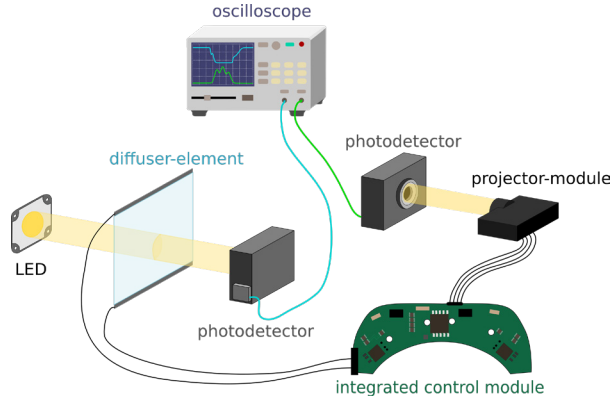 oscilloscope
photodetector
diffuser-element
projector-module
LED
photodetector
integrated control module